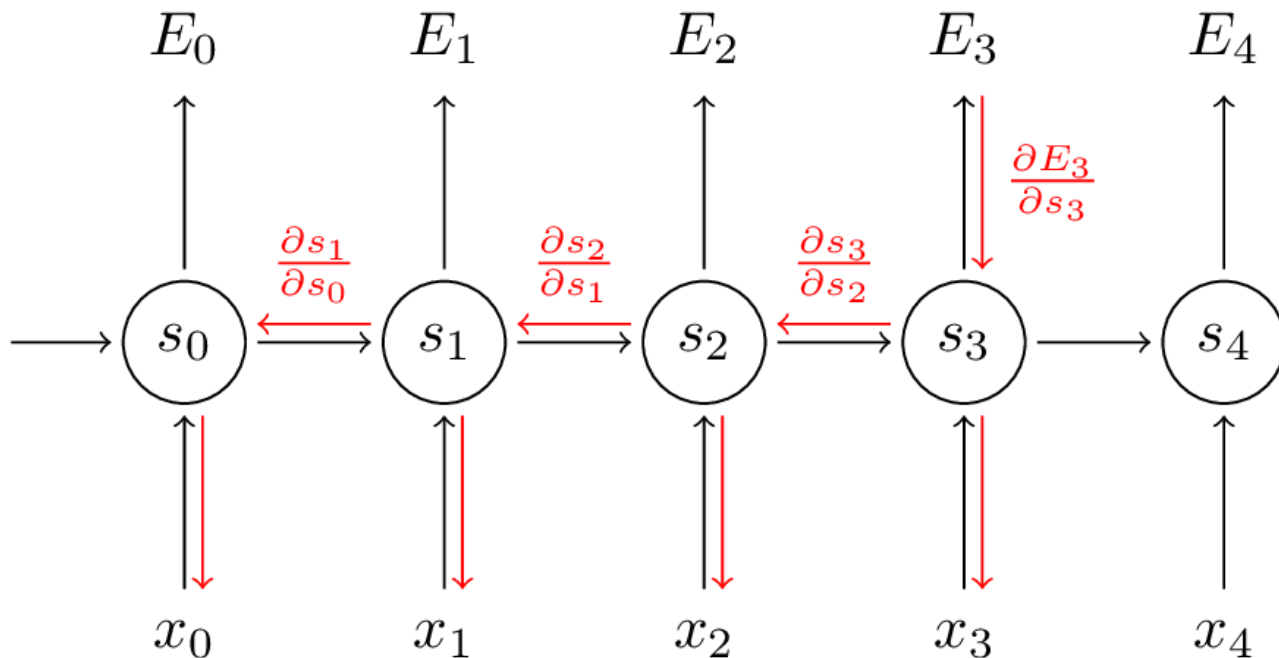 E₀ E₁ E₂ E₃ E₄
∂E₃/∂s₃
∂s₁/∂s₀ ∂s₂/∂s₁ ∂s₃/∂s₂
s₀ s₁ s₂ s₃ s₄
x₀ x₁ x₂ x₃ x₄